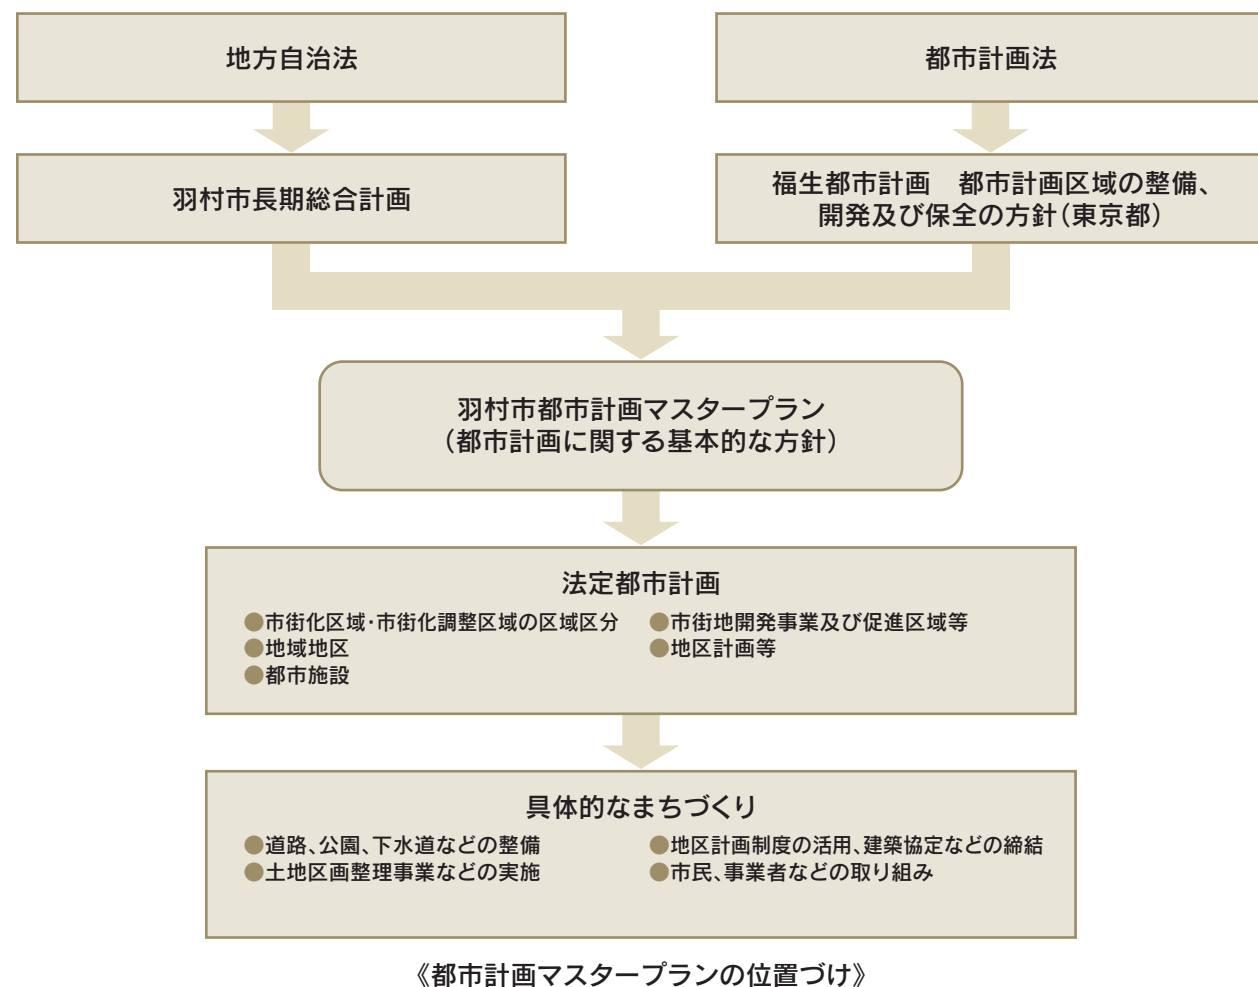 地方自治法
都市計画法
羽村市長期総合計画
福生都市計画　都市計画区域の整備、
開発及び保全の方針（東京都）
羽村市都市計画マスタープラン
（都市計画に関する基本的な方針）
法定都市計画
●市街化区域・市街化調整区域の区域区分
●地域地区
●都市施設
●市街地開発事業及び促進区域等
●地区計画等
具体的なまちづくり
●道路、公園、下水道などの整備
●土地区画整理事業などの実施
●地区計画制度の活用、建築協定などの締結
●市民、事業者などの取り組み
《都市計画マスタープランの位置づけ》